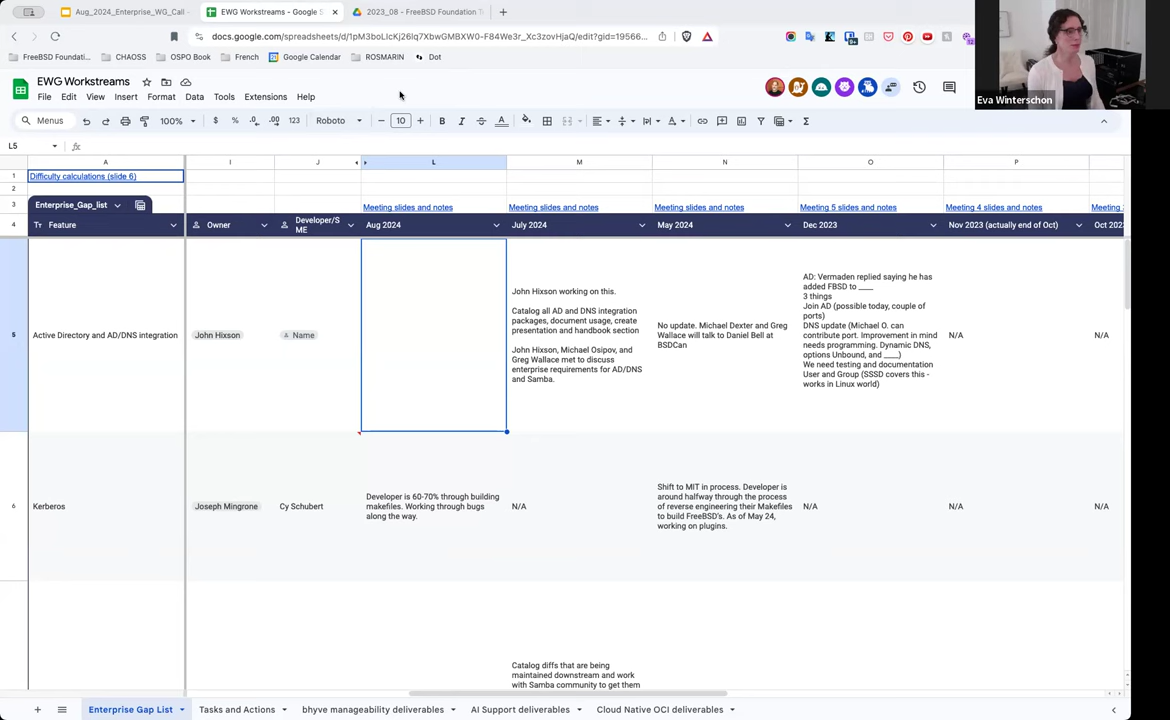 Aug_2024_Enterprise_WG_Call -
EWG Workstreams - Google S
2023_08 - FreeBSD Foundation T
docs.google.com/spreadsheets/d/1pM3boLlcKj26lq7XbwGMBXW0-F84We3r_Xc3zovHjaQ/edit?gid=19566...
FreeBSD Foundati...
CHAOSS
OSPO Book
French
Google Calendar
ROSMARIN
Dot
EWG Workstreams
File Edit View Insert Format Data Tools Extensions Help
Eva Winterschon
Menus 100% $ % .0 .00 123 Roboto 10 B I S A
L5 fx
A I J L M N O P
1 Difficulty calculations (slide 6)
2
3 Enterprise_Gap_list
Meeting slides and notes
Meeting slides and notes
Meeting slides and notes
Meeting 5 slides and notes
Meeting 4 slides and notes
Meeting
4 Feature
Owner
Developer/S
ME
Aug 2024
July 2024
May 2024
Dec 2023
Nov 2023 (actually end of Oct)
Oct 202
5 Active Directory and AD/DNS integration
John Hixson
Name
John Hixson working on this.
Catalog all AD and DNS integration
packages, document usage, create
presentation and handbook section
John Hixson, Michael Osipov, and
Greg Wallace met to discuss
enterprise requirements for AD/DNS
and Samba.
No update. Michael Dexter and Greg
Wallace will talk to Daniel Bell at
BSDCan
AD: Vermaden replied saying he has
added FBSD to ____
3 things
Join AD (possible today, couple of
ports)
DNS update (Michael O. can
contribute port. Improvement in mind
needs programming. Dynamic DNS,
options Unbound, and ____)
We need testing and documentation
User and Group (SSSD covers this -
works in Linux world)
N/A
N/A
6 Kerberos
Joseph Mingrone
Cy Schubert
Developer is 60-70% through building
makefiles. Working through bugs
along the way.
N/A
Shift to MIT in process. Developer is
around halfway through the process
of reverse engineering their Makefiles
to build FreeBSD's. As of May 24,
working on plugins.
N/A
N/A
N/A
Catalog diffs that are being
maintained downstream and work
with Samba community to get them
Enterprise Gap List
Tasks and Actions
bhyve manageability deliverables
AI Support deliverables
Cloud Native OCI deliverables